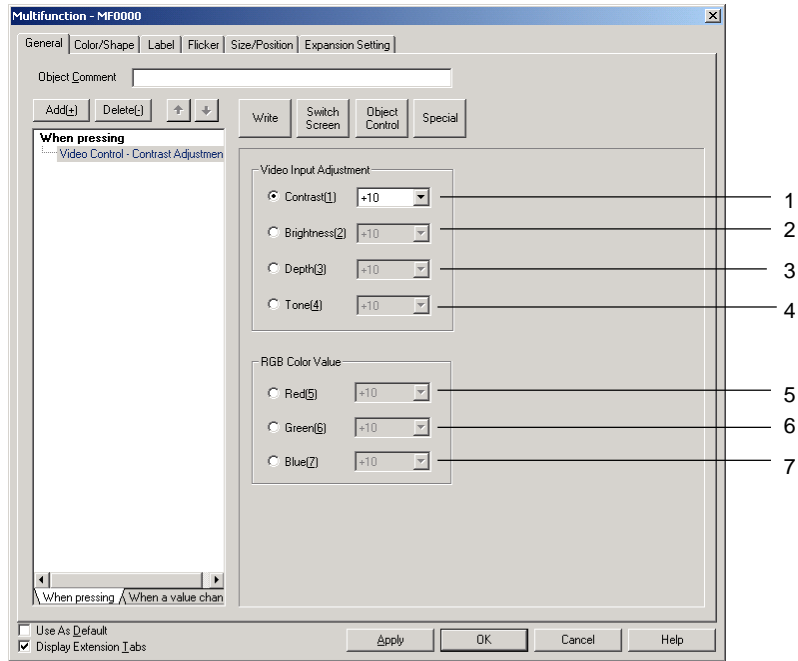 Multifunction - MF0000
General Color/Shape Label Flicker Size/Position Expansion Setting
Object Comment
Add(+) Delete(-) Write Switch Screen Object Control Special
When pressing
Video Control - Contrast Adjustmen
Video Input Adjustment
Contrast(1) +10 1
Brightness(2) +10 2
Depth(3) +10 3
Tone(4) +10 4
RGB Color Value
Red(5) +10 5
Green(6) +10 6
Blue(7) +10 7
When pressing When a value chan
Use As Default
Display Extension Tabs
Apply OK Cancel Help